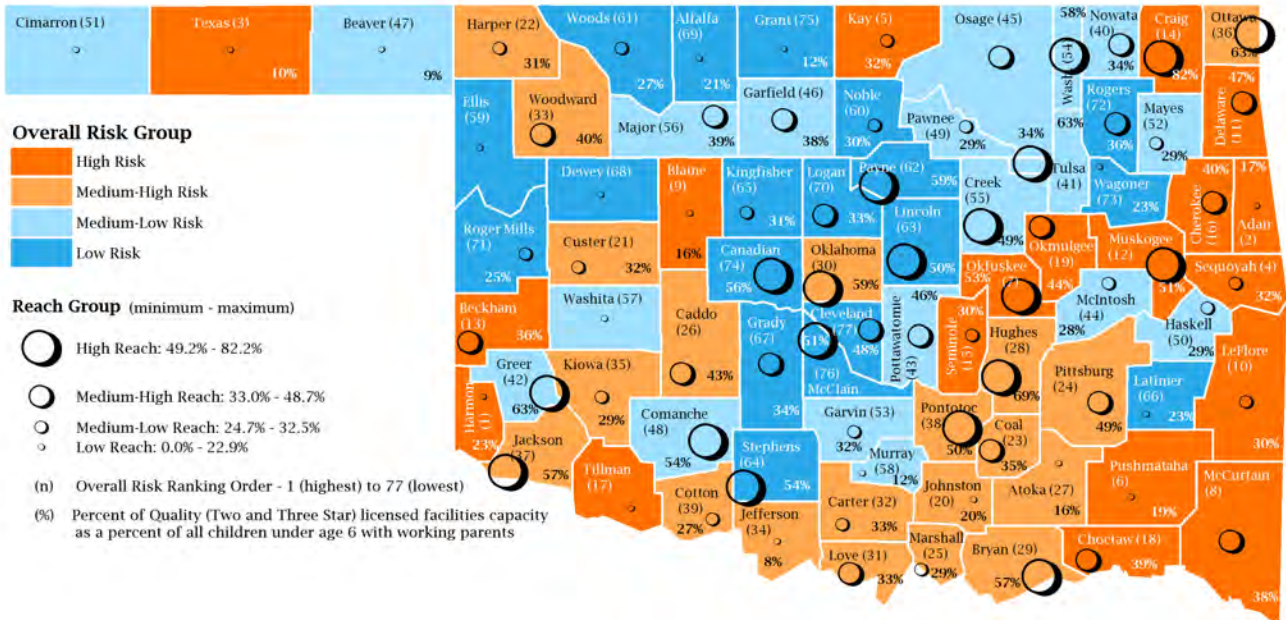 Cimarron (51)
Texas (3)
10%
Beaver (47)
9%
Harper (22)
31%
Woods (61)
27%
Alfalfa
(69)
21%
Grant (75)
12%
Kay (5)
32%
Osage (45)
34%
58%
Wash (54
Nowata
(40)
34%
Craig
(14)
82%
Ottawa
(36)
63%
Ellis
(59)
Woodward
(33)
40%
Major (56)
39%
Garfield (46)
38%
Noble
(60)
30%
Pawnee
(49)
29%
63%
Tulsa
(41)
Rogers
(72)
36%
Mayes
(52)
29%
47%
Delaware
(11)
Overall Risk Group
High Risk
Medium-High Risk
Medium-Low Risk
Low Risk
Dewey (68)
Blaine
(9)
16%
Kingfisher
(65)
31%
Logan
(70)
33%
Payne (62)
59%
Creek
(55)
49%
Wagoner
(73)
23%
40%
Cherokee
(16)
17%
Adair
(2)
Roger Mills
(71)
25%
Custer (21)
32%
Canadian
(74)
56%
Oklahoma
(30)
59%
Lincoln
(63)
50%
Okmulgee
(19)
44%
Muskogee
(12)
51%
Sequoyah (4)
32%
Reach Group (minimum - maximum)
High Reach: 49.2% - 82.2%
Medium-High Reach: 33.0% - 48.7%
Medium-Low Reach: 24.7% - 32.5%
Low Reach: 0.0% - 22.9%
(n) Overall Risk Ranking Order - 1 (highest) to 77 (lowest)
(%) Percent of Quality (Two and Three Star) licensed facilities capacity
as a percent of all children under age 6 with working parents
Beckham
(13)
36%
Washita (57)
Caddo
(26)
43%
Grady
(67)
34%
Cleveland
(77)
48%
51%
(76)
McClain
46%
Pottawatomie
(43)
30%
Seminole
(15)
53%
Okfuskee
Hughes
(28)
69%
McIntosh
(44)
28%
Haskell
(50)
29%
LeFlore
(10)
30%
Harmon (1)
23%
Greer
(42)
63%
Kiowa (35)
29%
Jackson
(37)
57%
Comanche
(48)
54%
Stephens
(64)
54%
Garvin (53)
32%
Murray
(58)
12%
Pontotoc
(38)
50%
Coal
(23)
35%
Pittsburg
(24)
49%
Latimer
(66)
23%
Tillman
(17)
Cotton
(39)
27%
Jefferson
(34)
8%
Carter (32)
33%
Johnston
(20)
20%
Atoka (27)
16%
Pushmataha
(6)
19%
McCurtain
(8)
38%
Love (31)
33%
Marshall
(25)
29%
Bryan (29)
57%
Choctaw (18)
39%